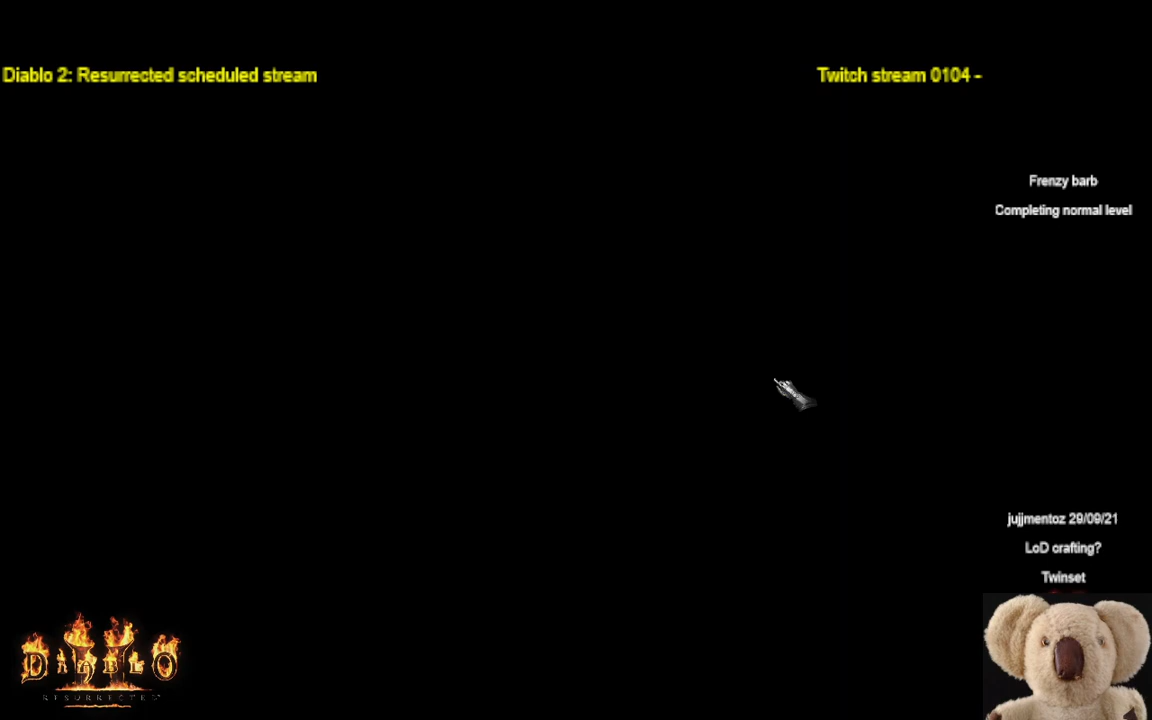 Diablo 2: Resurrected scheduled stream
Twitch stream 0104 -
Frenzy barb
Completing normal level
jujjmentoz 29/09/21
LoD crafting?
Twinset
DIABLO
RESURRECTED